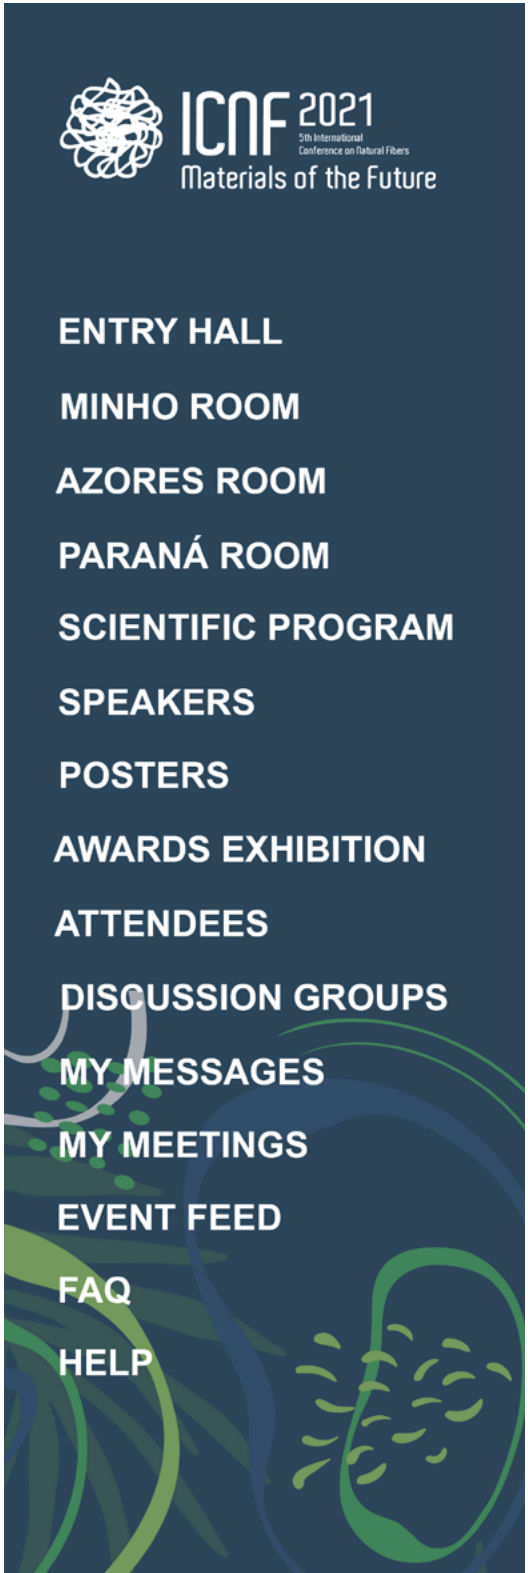 ICNF 2021
5th International
Conference on Natural Fibers
Materials of the Future
ENTRY HALL
MINHO ROOM
AZORES ROOM
PARANÁ ROOM
SCIENTIFIC PROGRAM
SPEAKERS
POSTERS
AWARDS EXHIBITION
ATTENDEES
DISCUSSION GROUPS
MY MESSAGES
MY MEETINGS
EVENT FEED
FAQ
HELP